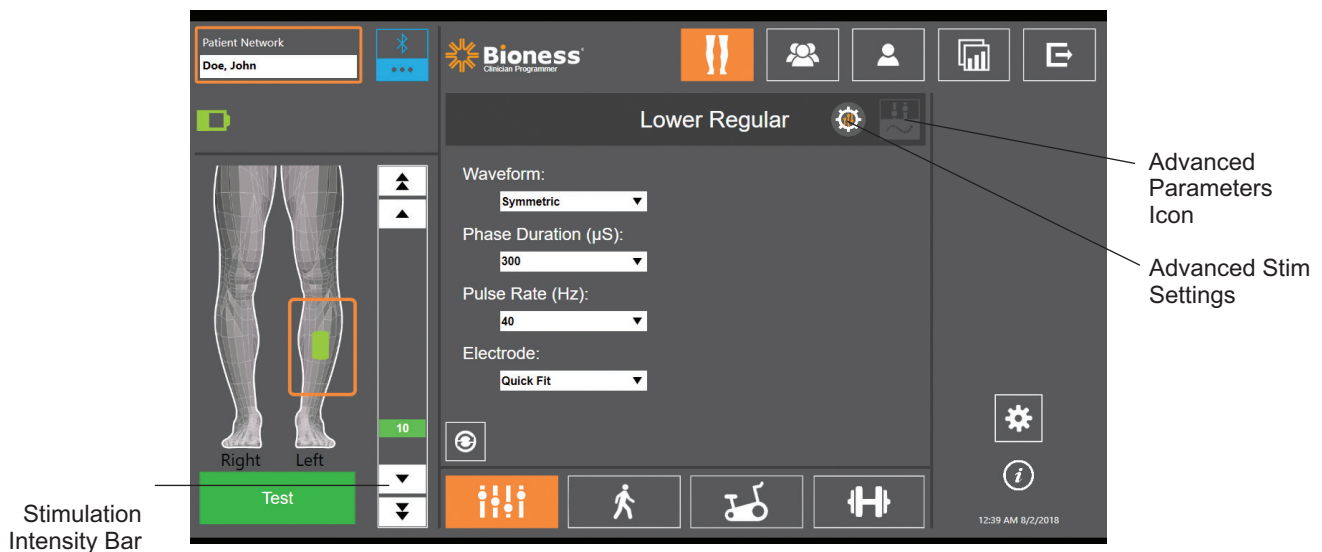 Patient Network
Doe, John
Bioness
Clinician Programmer
Lower Regular
Waveform:
Symmetric
Phase Duration (µS):
300
Pulse Rate (Hz):
40
Electrode:
Quick Fit
10
Right Left
Test
12:39 AM 8/2/2018
Advanced
Parameters
Icon
Advanced Stim
Settings
Stimulation
Intensity Bar